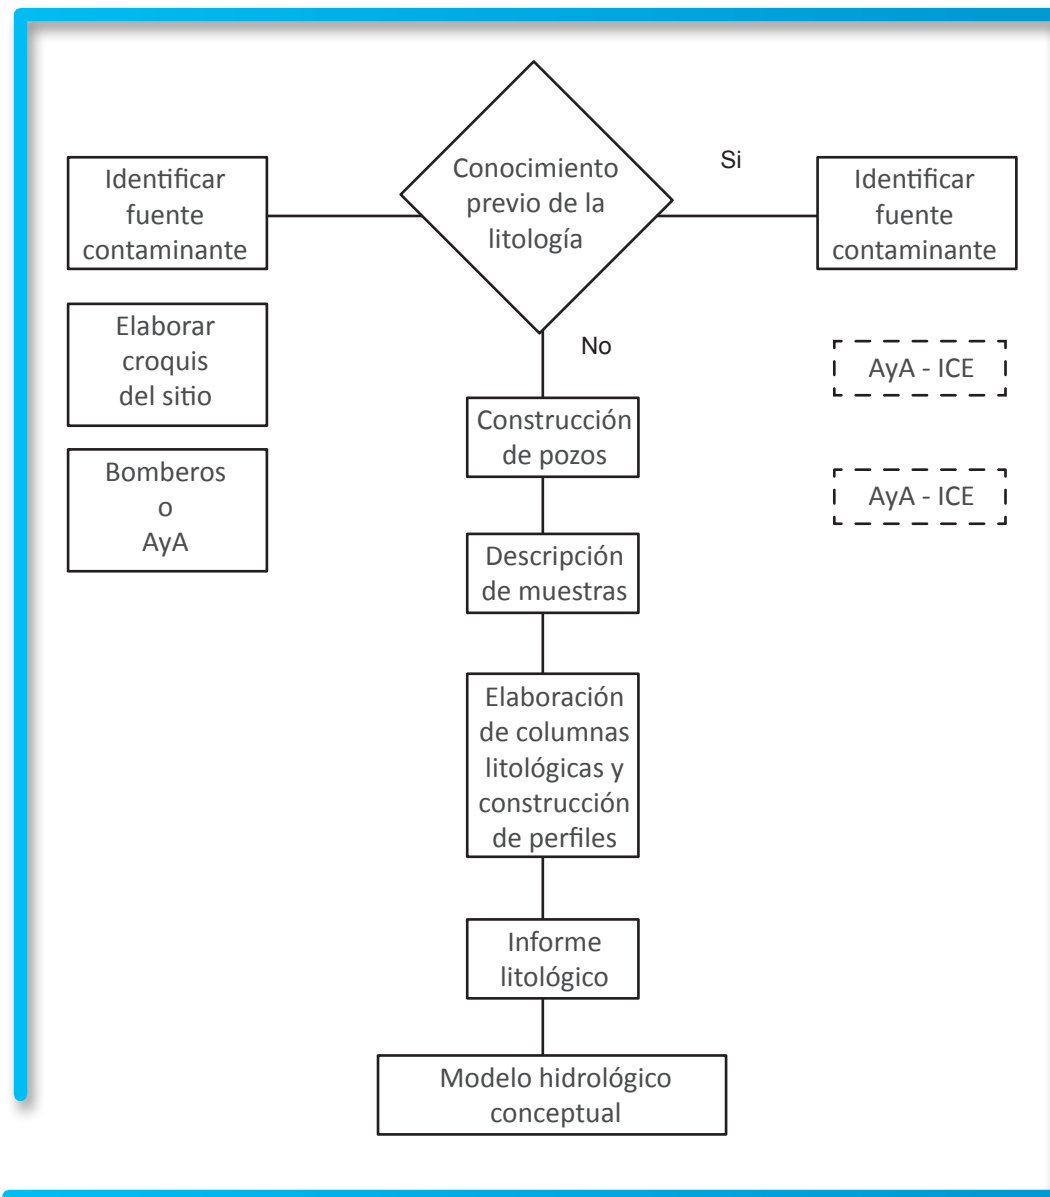 Identificar
fuente
contaminante
Elaborar
croquis
del sitio
Bomberos
o
AyA
Conocimiento
previo de la
litología
Si
Identificar
fuente
contaminante
AyA - ICE
AyA - ICE
No
Construcción
de pozos
Descripción
de muestras
Elaboración
de columnas
litológicas y
construcción
de perfiles
Informe
litológico
Modelo hidrológico
conceptual